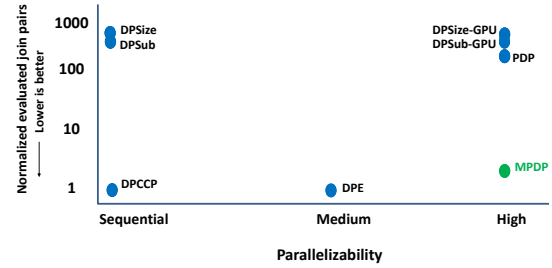 Normalized evaluated join pairs
Lower is better
1000
100
10
1
DPSize
DPSub
DPSize-GPU
DPSub-GPU
PDP
MPDP
DPCCP
DPE
Sequential
Medium
High
Parallelizability